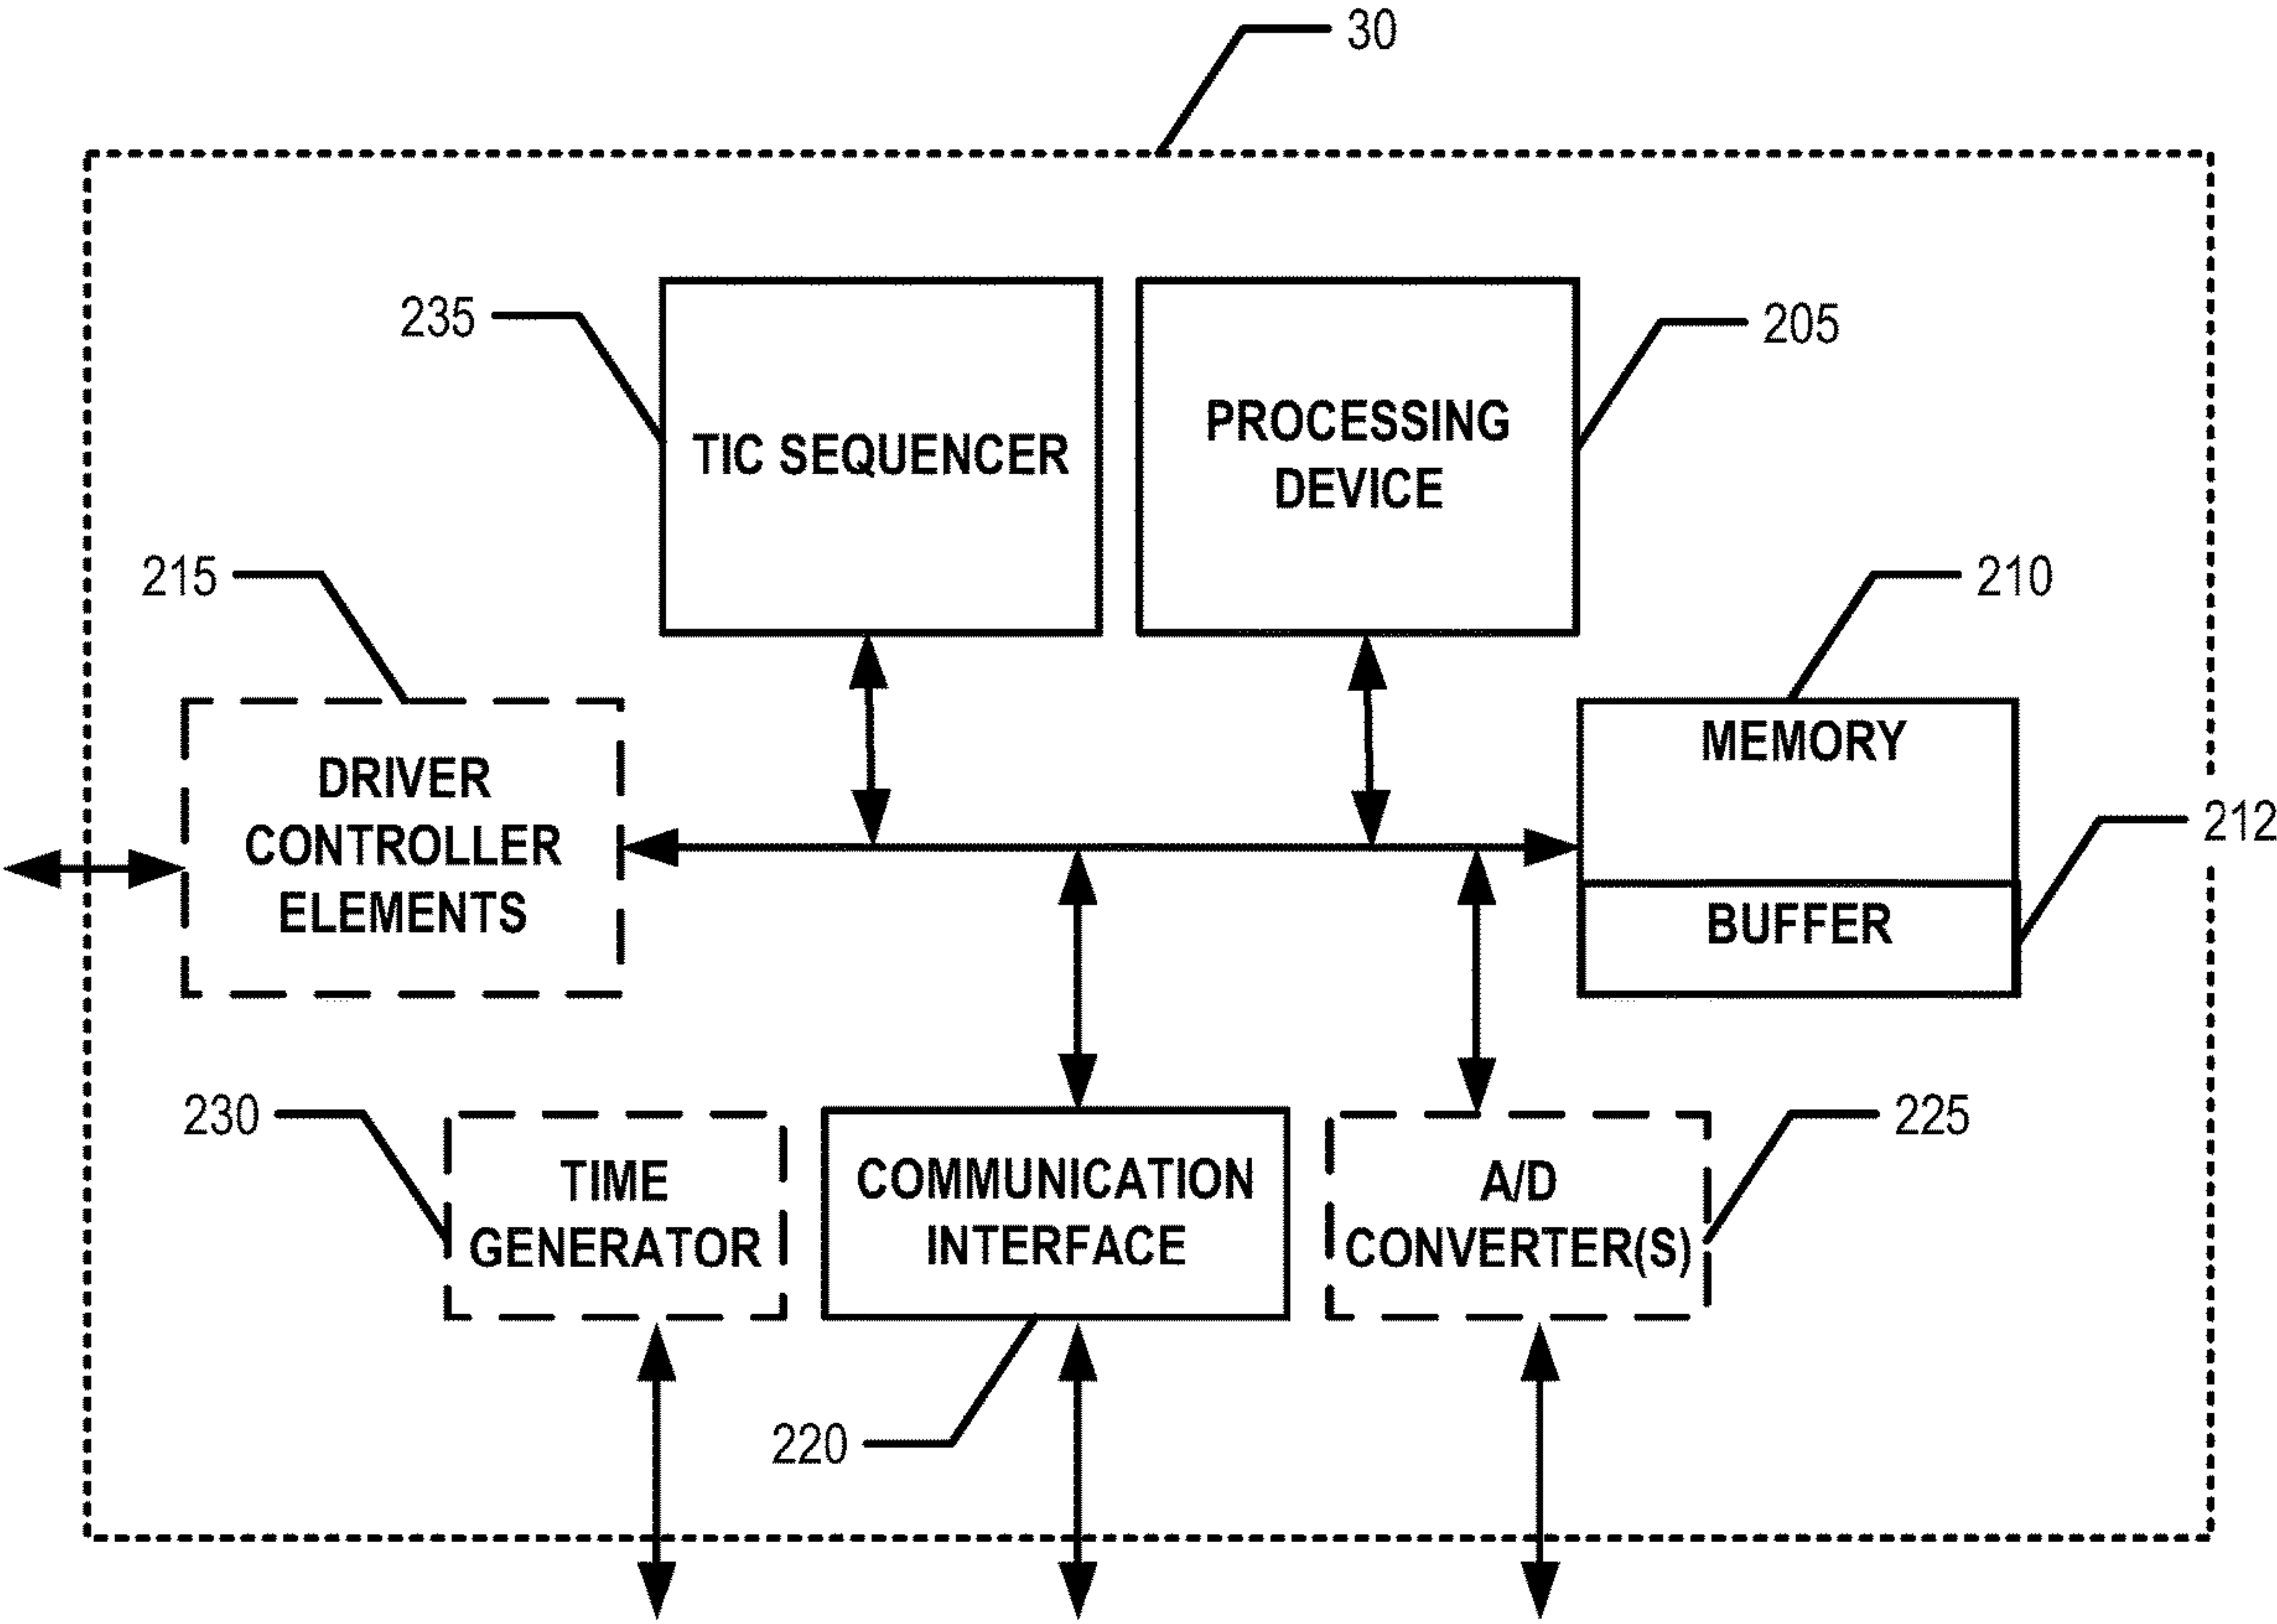 30
235
TIC SEQUENCER
PROCESSING
DEVICE
205
215
DRIVER
CONTROLLER
ELEMENTS
210
MEMORY
BUFFER
212
230
TIME
GENERATOR
COMMUNICATION
INTERFACE
220
A/D
CONVERTER(S)
225